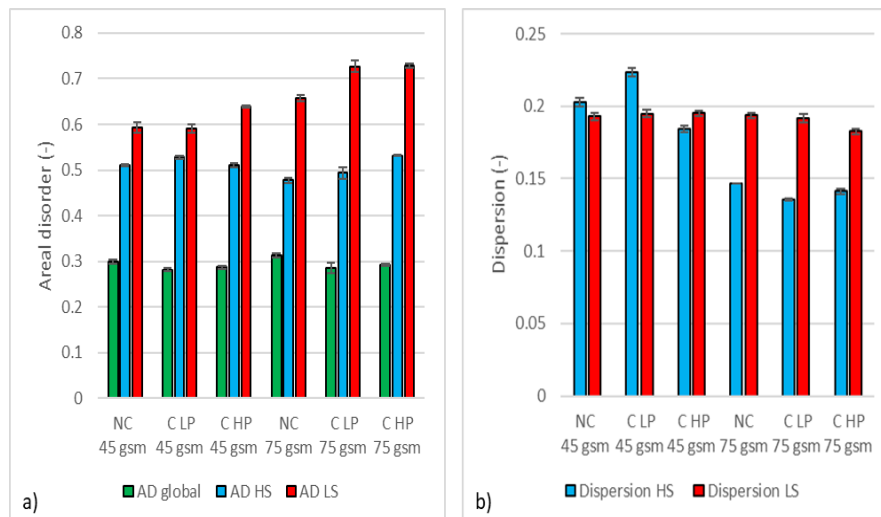 0.8
0.7
0.6
0.5
0.4
0.3
0.2
0.1
0
Areal disorder (-)
NC C LP C HP NC C LP C HP
45 gsm 45 gsm 45 gsm 75 gsm 75 gsm 75 gsm
AD global AD HS AD LS
a)
0.25
0.2
0.15
0.1
0.05
0
Dispersion (-)
NC C LP C HP NC C LP C HP
45 gsm 45 gsm 45 gsm 75 gsm 75 gsm 75 gsm
Dispersion HS Dispersion LS
b)